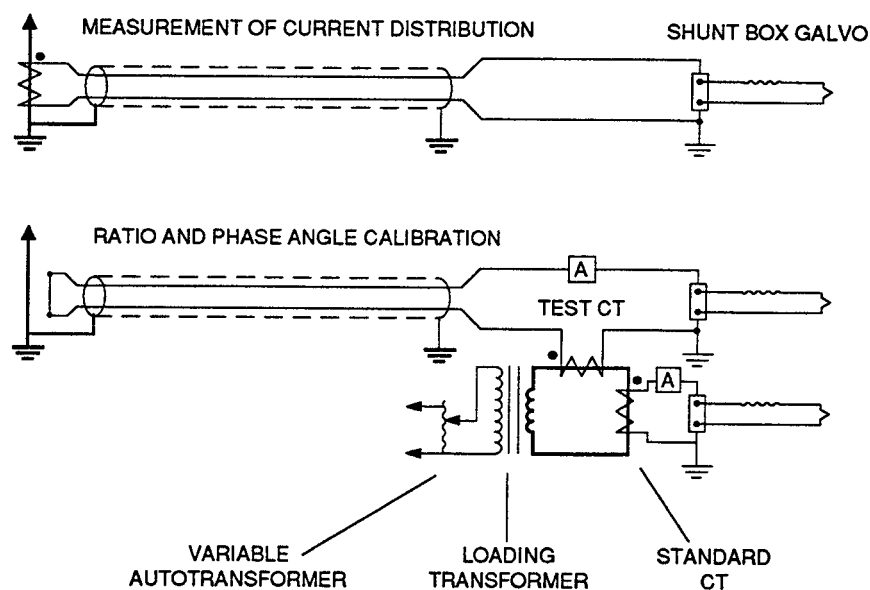 MEASUREMENT OF CURRENT DISTRIBUTION
SHUNT BOX GALVO
RATIO AND PHASE ANGLE CALIBRATION
A
TEST CT
A
VARIABLE
AUTOTRANSFORMER
LOADING
TRANSFORMER
STANDARD
CT